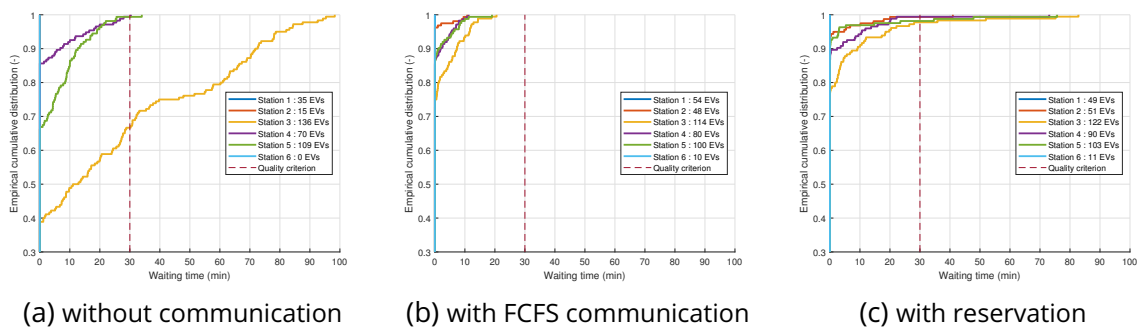 Empirical cumulative distribution (-)
1
0.9
0.8
0.7
0.6
0.5
0.4
0.3
Station 1 : 35 EVs
Station 2 : 15 EVs
Station 3 : 136 EVs
Station 4 : 70 EVs
Station 5 : 109 EVs
Station 6 : 0 EVs
Quality criterion
0 10 20 30 40 50 60 70 80 90 100
Waiting time (min)
(a) without communication
Empirical cumulative distribution (-)
1
0.9
0.8
0.7
0.6
0.5
0.4
0.3
Station 1 : 54 EVs
Station 2 : 48 EVs
Station 3 : 114 EVs
Station 4 : 80 EVs
Station 5 : 100 EVs
Station 6 : 10 EVs
Quality criterion
0 10 20 30 40 50 60 70 80 90 100
Waiting time (min)
(b) with FCFS communication
Empirical cumulative distribution (-)
1
0.9
0.8
0.7
0.6
0.5
0.4
0.3
Station 1 : 49 EVs
Station 2 : 51 EVs
Station 3 : 122 EVs
Station 4 : 90 EVs
Station 5 : 103 EVs
Station 6 : 11 EVs
Quality criterion
0 10 20 30 40 50 60 70 80 90 100
Waiting time (min)
(c) with reservation